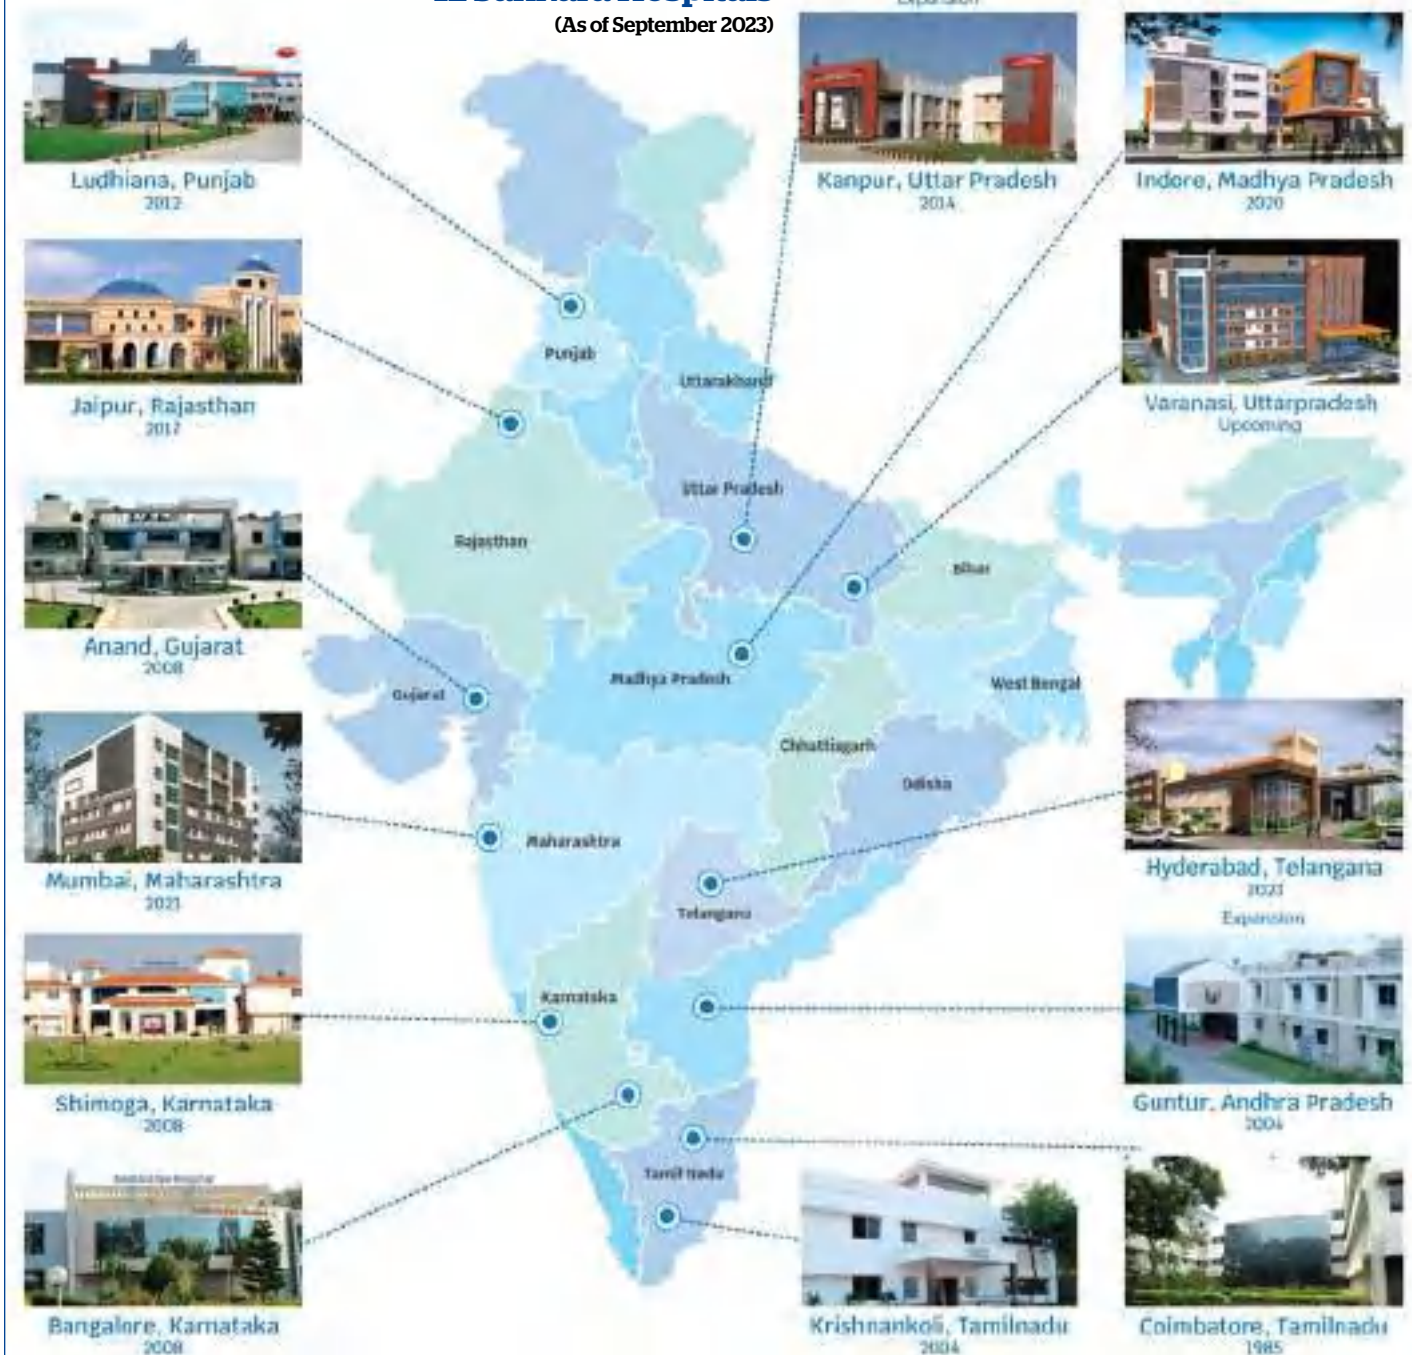 (As of September 2023)
Expansion
Ludhiana, Punjab
2012
Kanpur, Uttar Pradesh
2014
Indore, Madhya Pradesh
2020
Jaipur, Rajasthan
2017
Varanasi, Uttarpradesh
Upcoming
Anand, Gujarat
2008
Mumbai, Maharashtra
2021
Hyderabad, Telangana
Expansion
Shimoga, Karnataka
2008
Guntur, Andhra Pradesh
2004
Bangalore, Karnataka
2008
Krishnankoli, Tamilnadu
2004
Coimbatore, Tamilnadu
1985
Punjab
Uttarakhand
Uttar Pradesh
Rajasthan
Bihar
Gujarat
Madhya Pradesh
West Bengal
Chhattisgarh
Odisha
Maharashtra
Telangana
Karnataka
Tamil Nadu